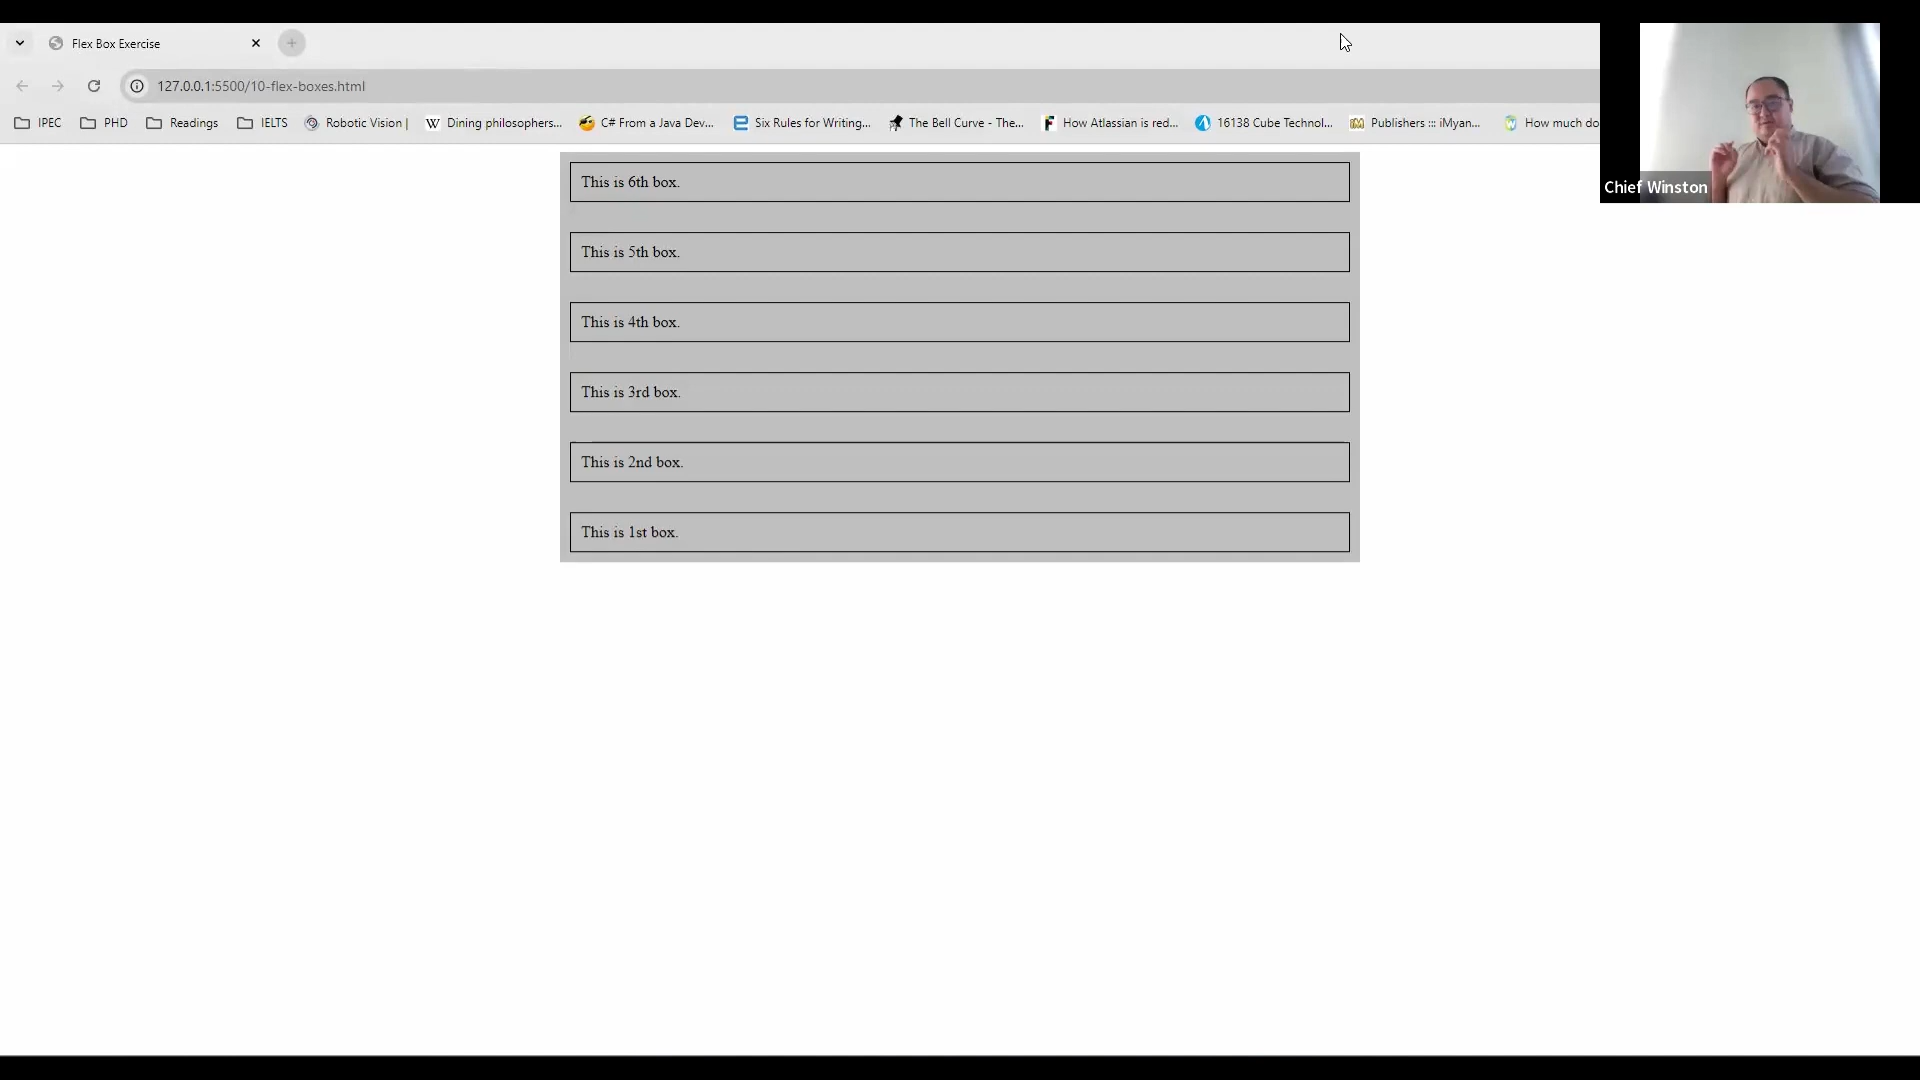 Flex Box Exercise
127.0.0.1:5500/10-flex-boxes.html
IPEC PHD Readings IELTS Robotic Vision | Dining philosophers... C# From a Java Dev... Six Rules for Writing... The Bell Curve - The... How Atlassian is red... 16138 Cube Technol... Publishers ::: iMyan... How much do
Chief Winston
This is 6th box.
This is 5th box.
This is 4th box.
This is 3rd box.
This is 2nd box.
This is 1st box.